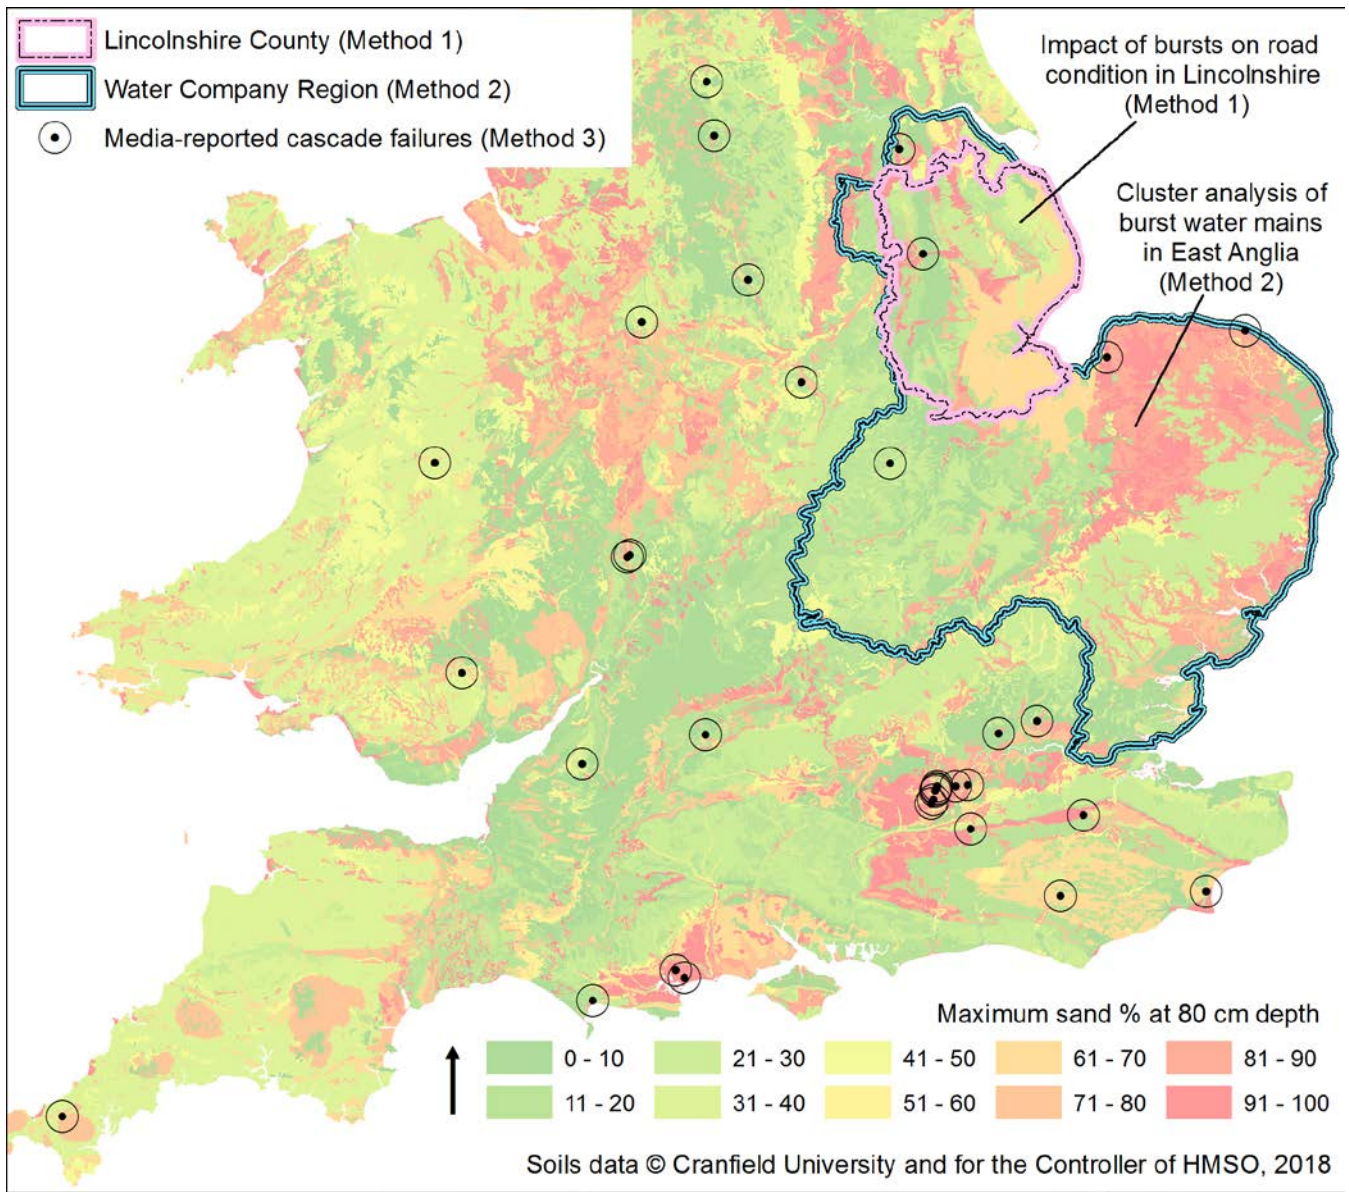 Lincolnshire County (Method 1)
Water Company Region (Method 2)
Media-reported cascade failures (Method 3)
Impact of bursts on road
condition in Lincolnshire
(Method 1)
Cluster analysis of
burst water mains
in East Anglia
(Method 2)
Maximum sand % at 80 cm depth
0 - 10 21 - 30 41 - 50 61 - 70 81 - 90
11 - 20 31 - 40 51 - 60 71 - 80 91 - 100
Soils data © Cranfield University and for the Controller of HMSO, 2018